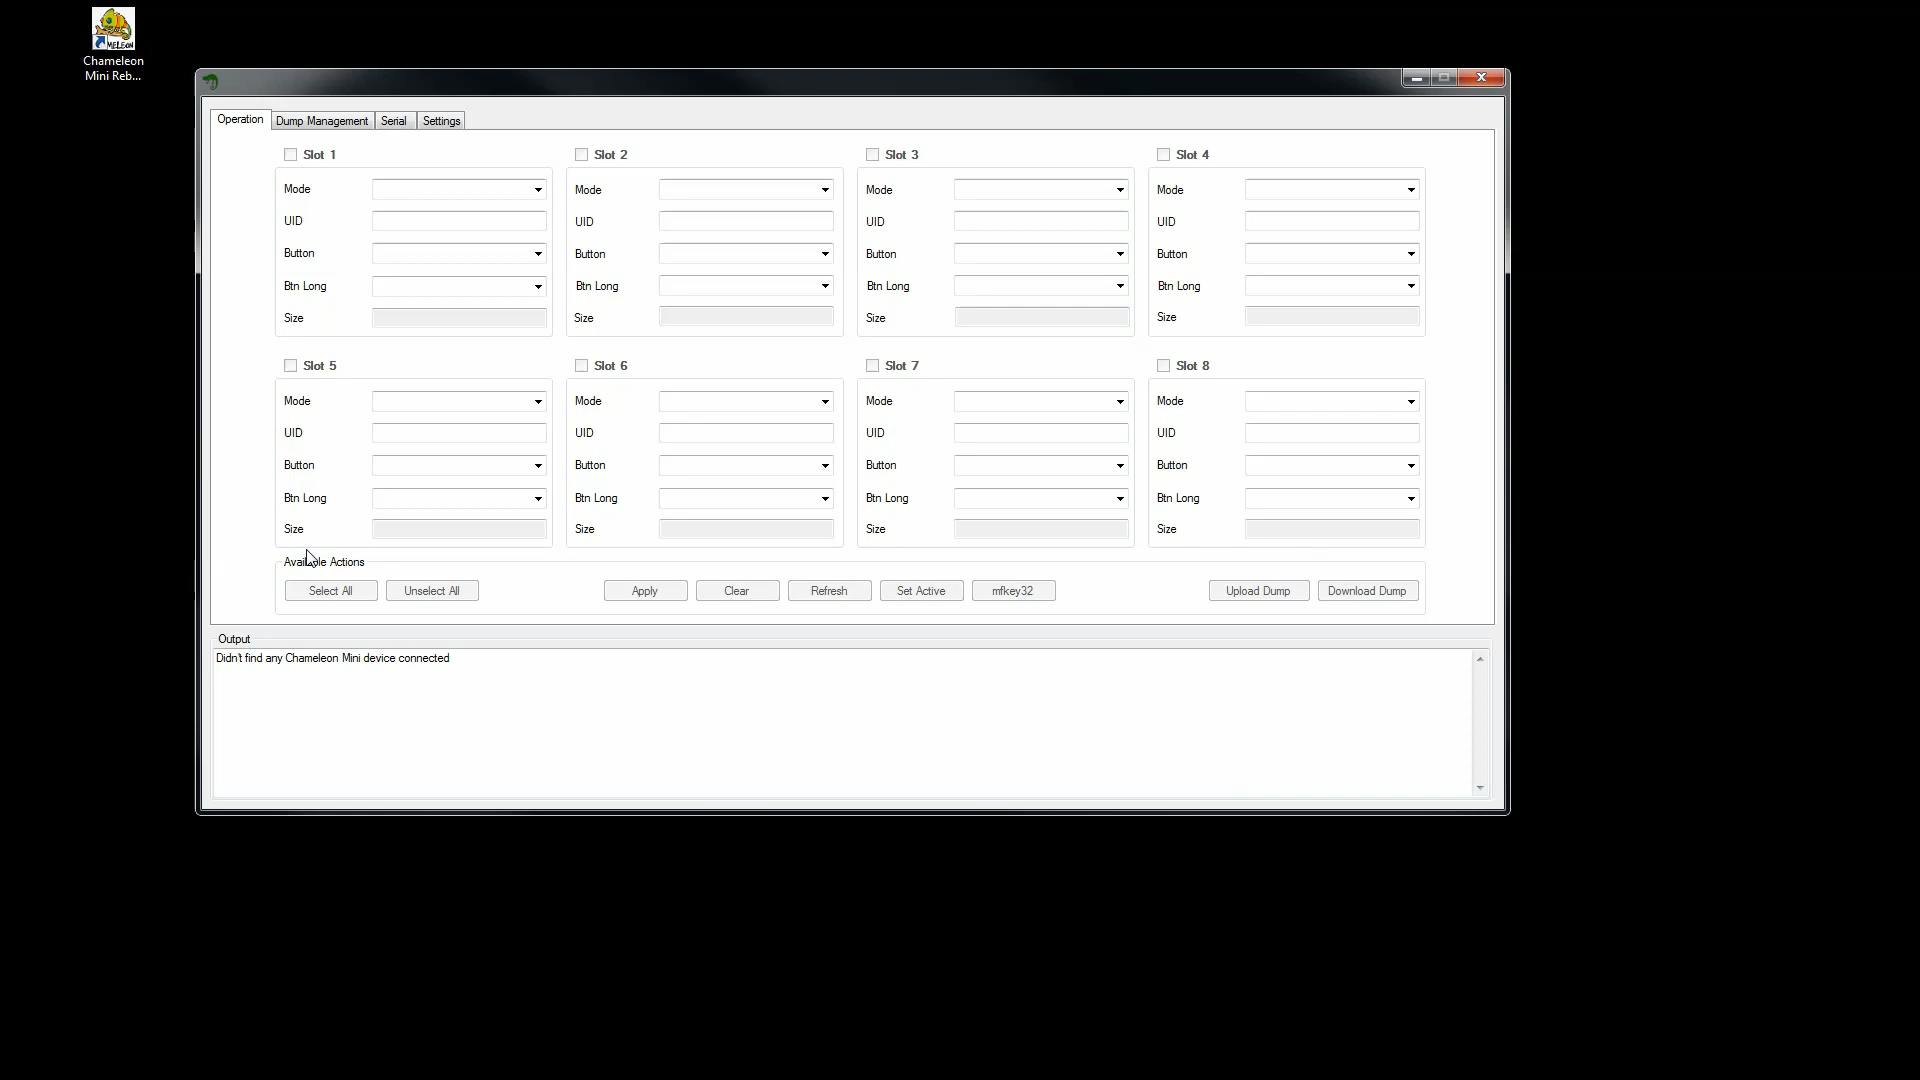 Chameleon
Mini Reb...
Operation Dump Management Serial Settings
Slot 1 Slot 2 Slot 3 Slot 4
Mode Mode Mode Mode
UID UID UID UID
Button Button Button Button
Btn Long Btn Long Btn Long Btn Long
Size Size Size Size
Slot 5 Slot 6 Slot 7 Slot 8
Mode Mode Mode Mode
UID UID UID UID
Button Button Button Button
Btn Long Btn Long Btn Long Btn Long
Size Size Size Size
Available Actions
Select All Unselect All Apply Clear Refresh Set Active mfkey32 Upload Dump Download Dump
Output
Didn't find any Chameleon Mini device connected